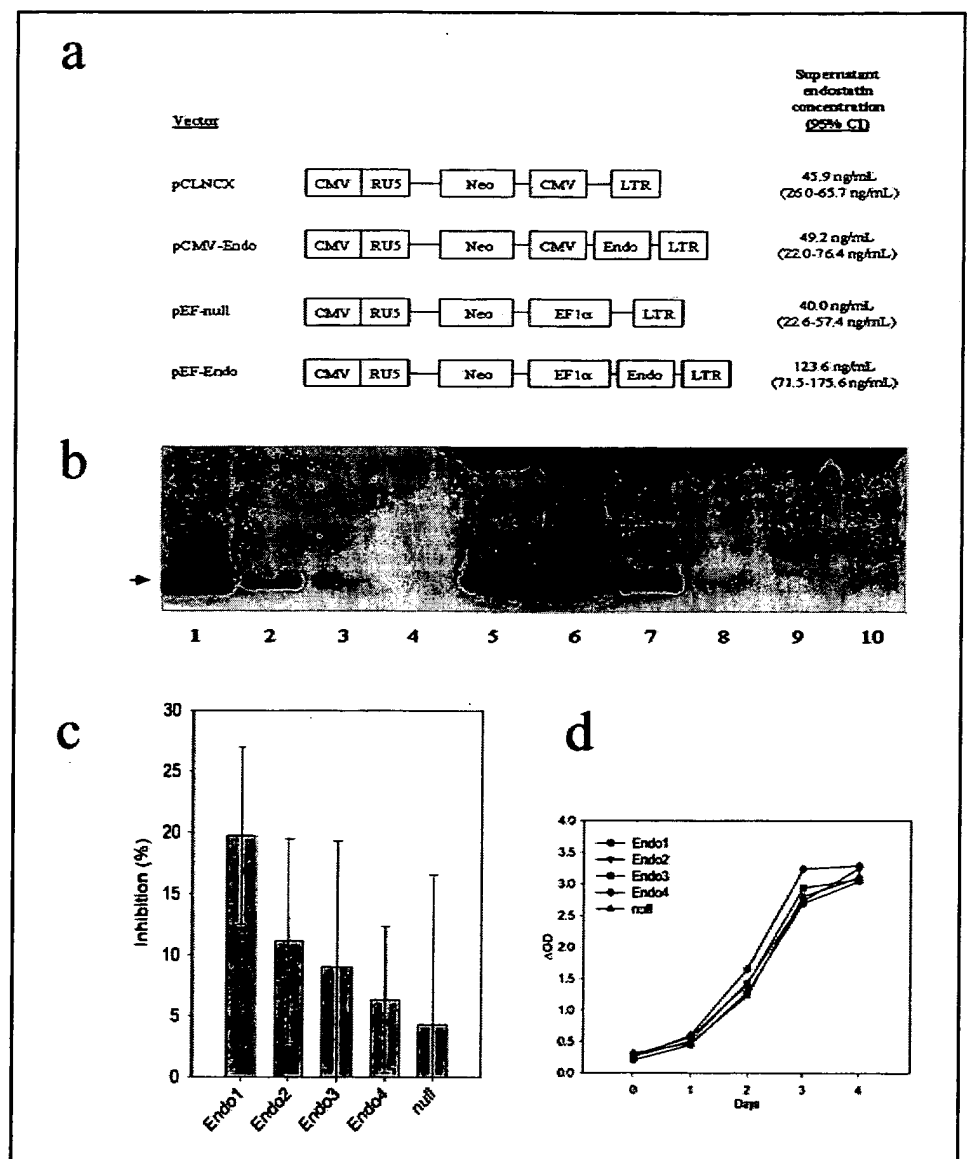 a
Supernatant
endostatin
concentration
(95% CI)
Vector
pCLNCX
CMV RU5 Neo CMV LTR
45.9 ng/mL
(26.0-65.7 ng/mL)
pCMV-Endo
CMV RU5 Neo CMV Endo LTR
49.2 ng/mL
(22.0-76.4 ng/mL)
pEF-null
CMV RU5 Neo EF1α LTR
40.0 ng/mL
(22.6-57.4 ng/mL)
pEF-Endo
CMV RU5 Neo EF1α Endo LTR
123.6 ng/mL
(71.5-175.6 ng/mL)
b
1 2 3 4 5 6 7 8 9 10
c
Inhibition (%)
30
25
20
15
10
5
0
Endo1 Endo2 Endo3 Endo4 null
d
ΔOD
4.0
3.5
3.0
2.5
2.0
1.5
1.0
0.5
0.0
Endo1
Endo2
Endo3
Endo4
null
0 1 2 3 4
Days